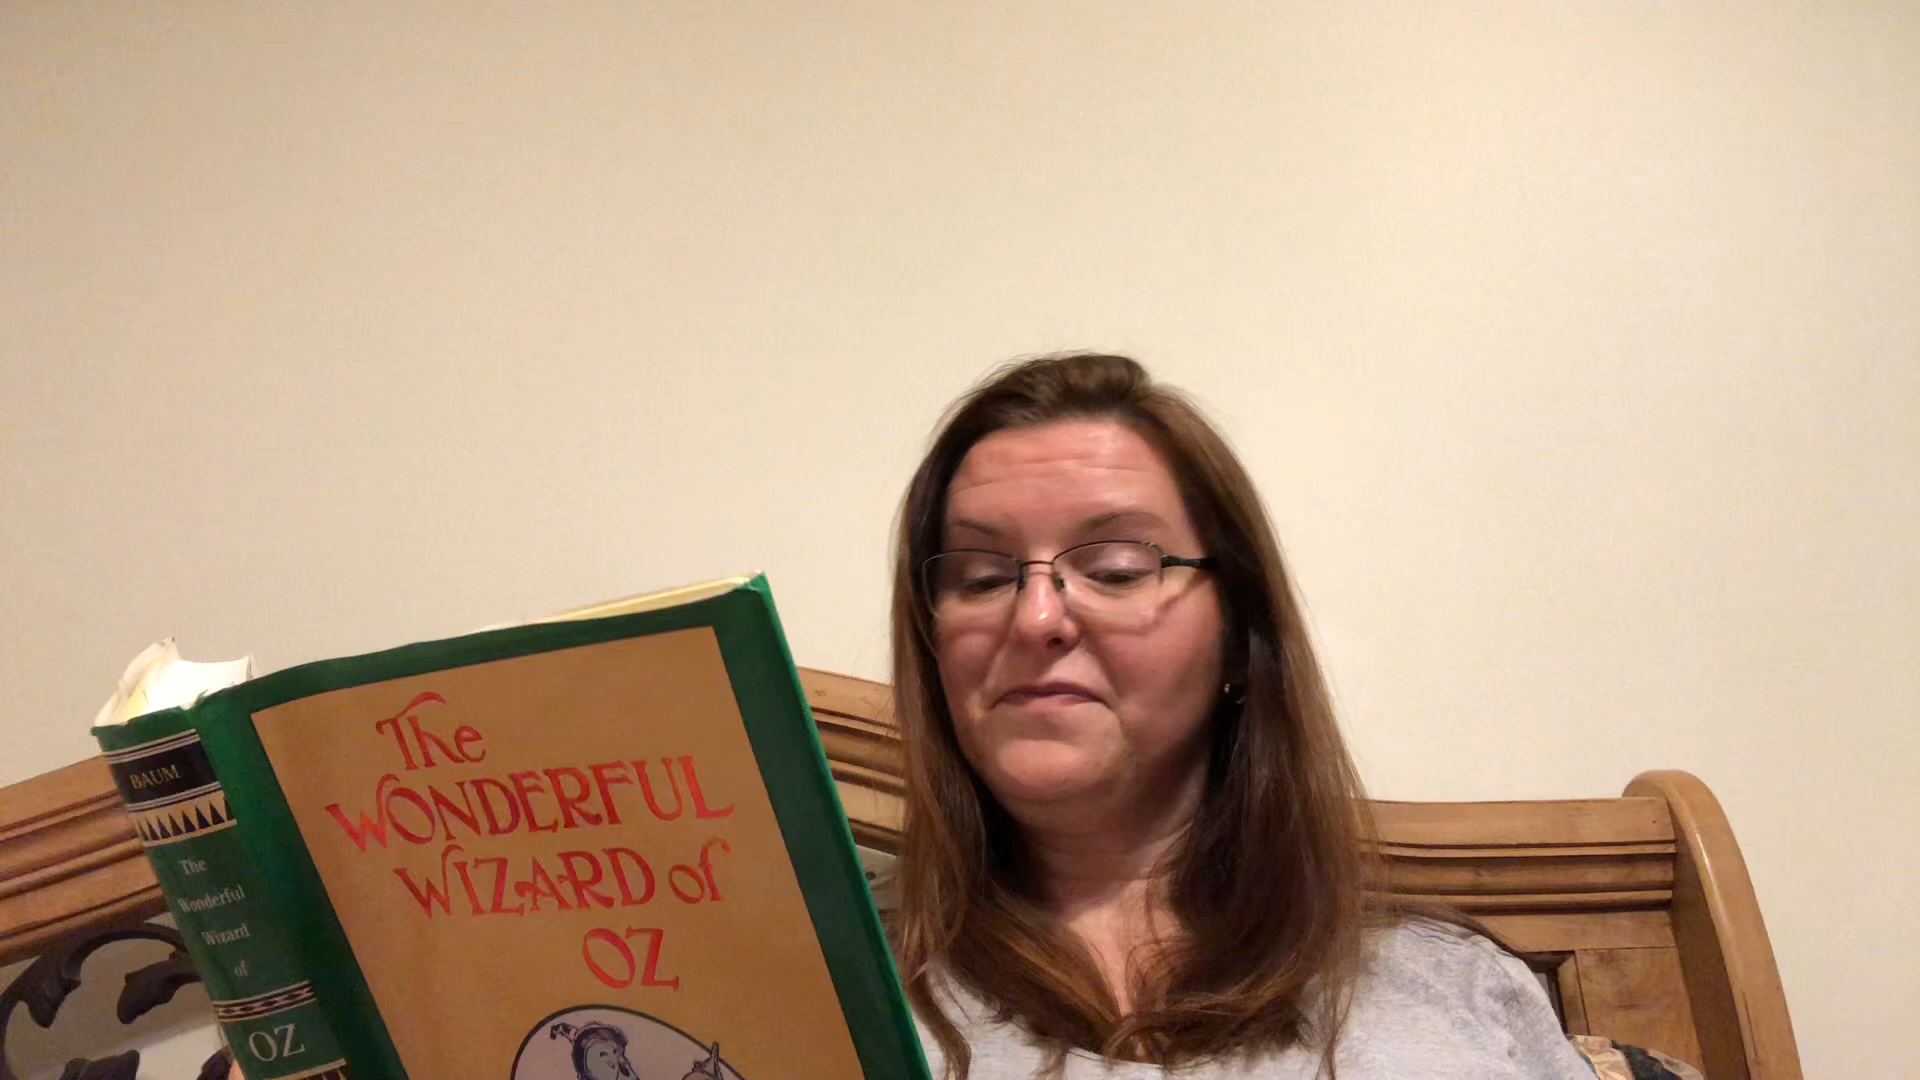 BAUM
The
Wonderful
Wizard
of
OZ
The
WONDERFUL
WIZARD of
OZ